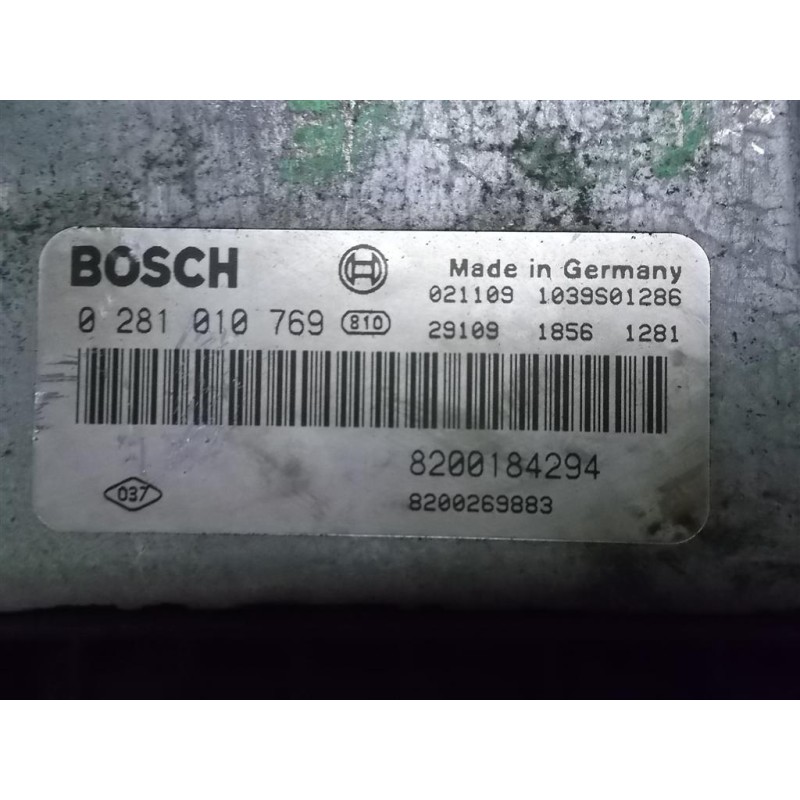 BOSCH
Made in Germany
021109 1039S01286
0 281 010 769 810
29109 1856 1281
8200184294
037
8200269883